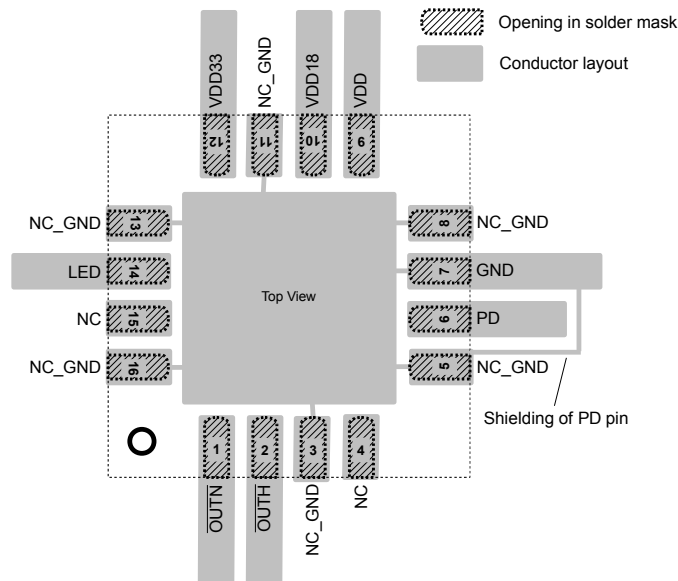 Opening in solder mask
Conductor layout
VDD33
NC_GND
VDD18
VDD
12
11
10
9
NC_GND
13
8
NC_GND
LED
14
7
GND
Top View
NC
15
6
PD
NC_GND
16
5
NC_GND
Shielding of PD pin
1
2
3
4
OUTN
OUTH
NC_GND
NC